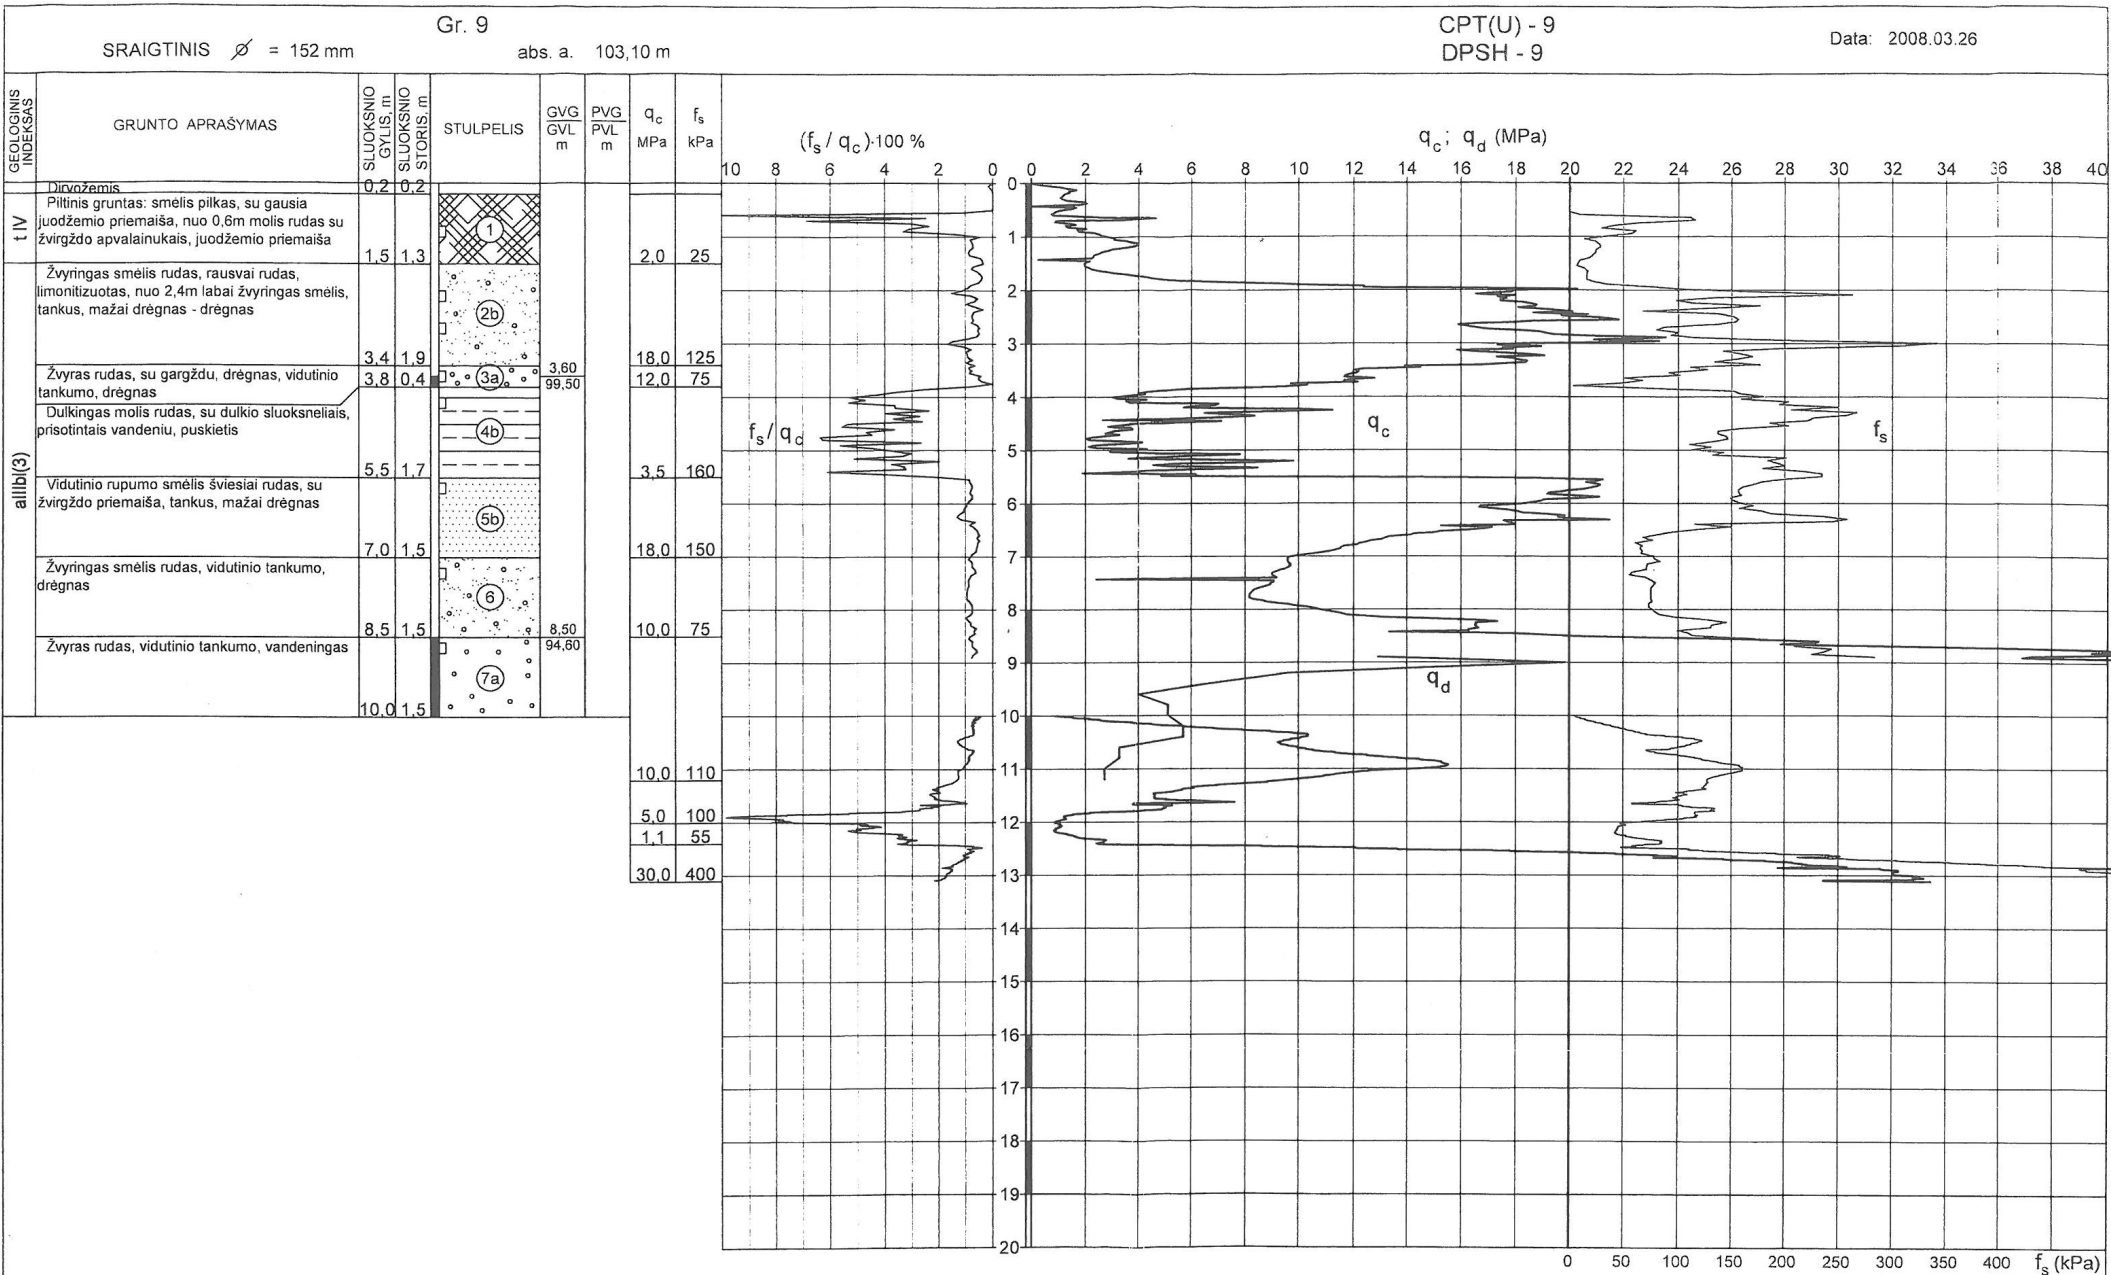 Gr. 9
SRAIGTINIS ⌀ = 152 mm
abs. a. 103,10 m
CPT(U) - 9
DPSH - 9
Data: 2008.03.26
GEOLOGINIS INDEKSAS
GRUNTO APRAŠYMAS
SLUOKSNIO GYLIS, m
SLUOKSNIO STORIS, m
STULPELIS
GVG
GVL
m
PVG
PVL
m
qc
MPa
fs
kPa
(fs / qc)·100 %
qc; qd (MPa)
10 8 6 4 2 0
0 2 4 6 8 10 12 14 16 18 20 22 24 26 28 30 32 34 36 38 40
Dirvožemis 0,2 0,2
t IV
Piltinis gruntas: smėlis pilkas, su gausia
juodžemio priemaiša, nuo 0,6m molis rudas su
žvirgždo apvalainukais, juodžemio priemaiša
1,5 1,3
1
2,0 25
Žvyringas smėlis rudas, rausvai rudas,
limonitizuotas, nuo 2,4m labai žvyringas smėlis,
tankus, mažai drėgnas - drėgnas
3,4 1,9
2b
18,0 125
Žvyras rudas, su gargždu, drėgnas, vidutinio
tankumo, drėgnas
3,8 0,4
3a
3,60
99,50
12,0 75
Dulkingas molis rudas, su dulkio sluoksneliais,
prisotintais vandeniu, puskietis
5,5 1,7
4b
3,5 160
aIIIbl(3)
Vidutinio rupumo smėlis šviesiai rudas, su
žvirgždo priemaiša, tankus, mažai drėgnas
7,0 1,5
5b
18,0 150
Žvyringas smėlis rudas, vidutinio tankumo,
drėgnas
8,5 1,5
6
8,50
94,60
10,0 75
Žvyras rudas, vidutinio tankumo, vandeningas
10,0 1,5
7a
10,0 110
5,0 100
1,1 55
30,0 400
fs / qc
qc
fs
qd
0
1
2
3
4
5
6
7
8
9
10
11
12
13
14
15
16
17
18
19
20
0 50 100 150 200 250 300 350 400 fs (kPa)